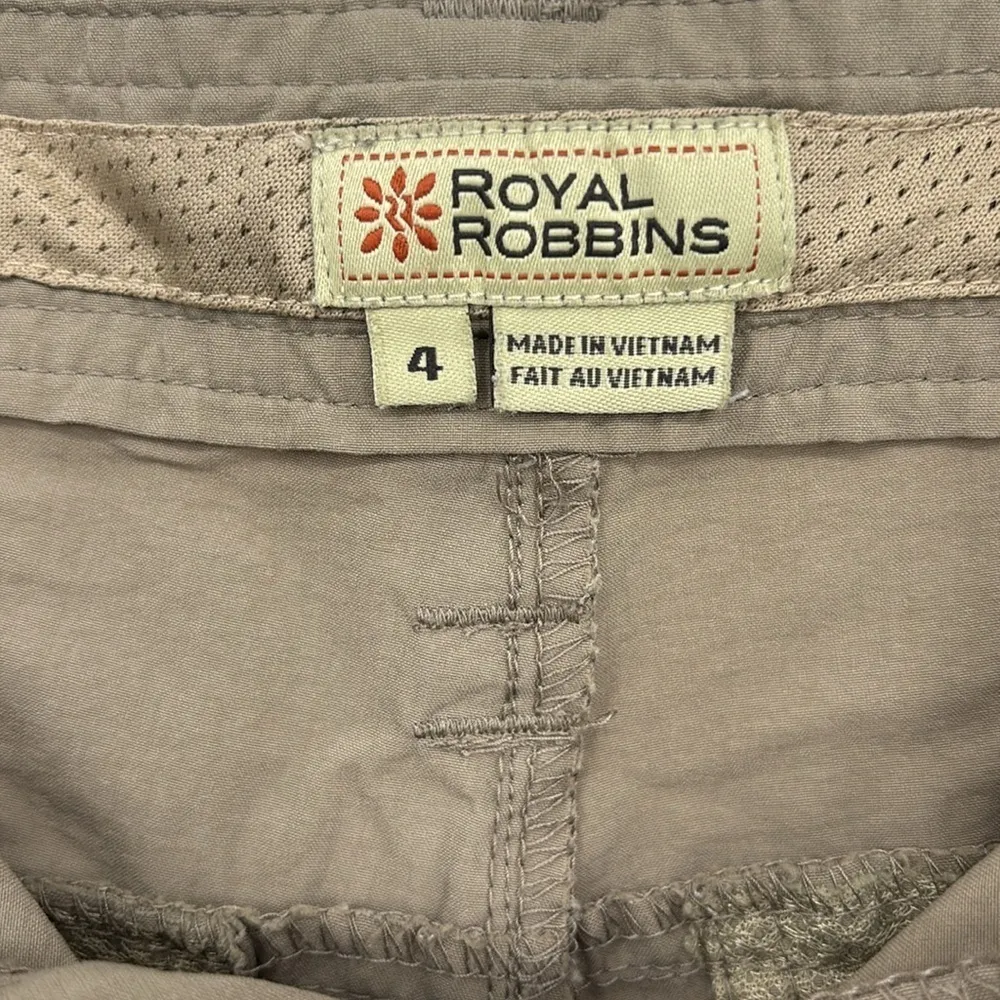 ROYAL
ROBBINS
4
MADE IN VIETNAM
FAIT AU VIETNAM